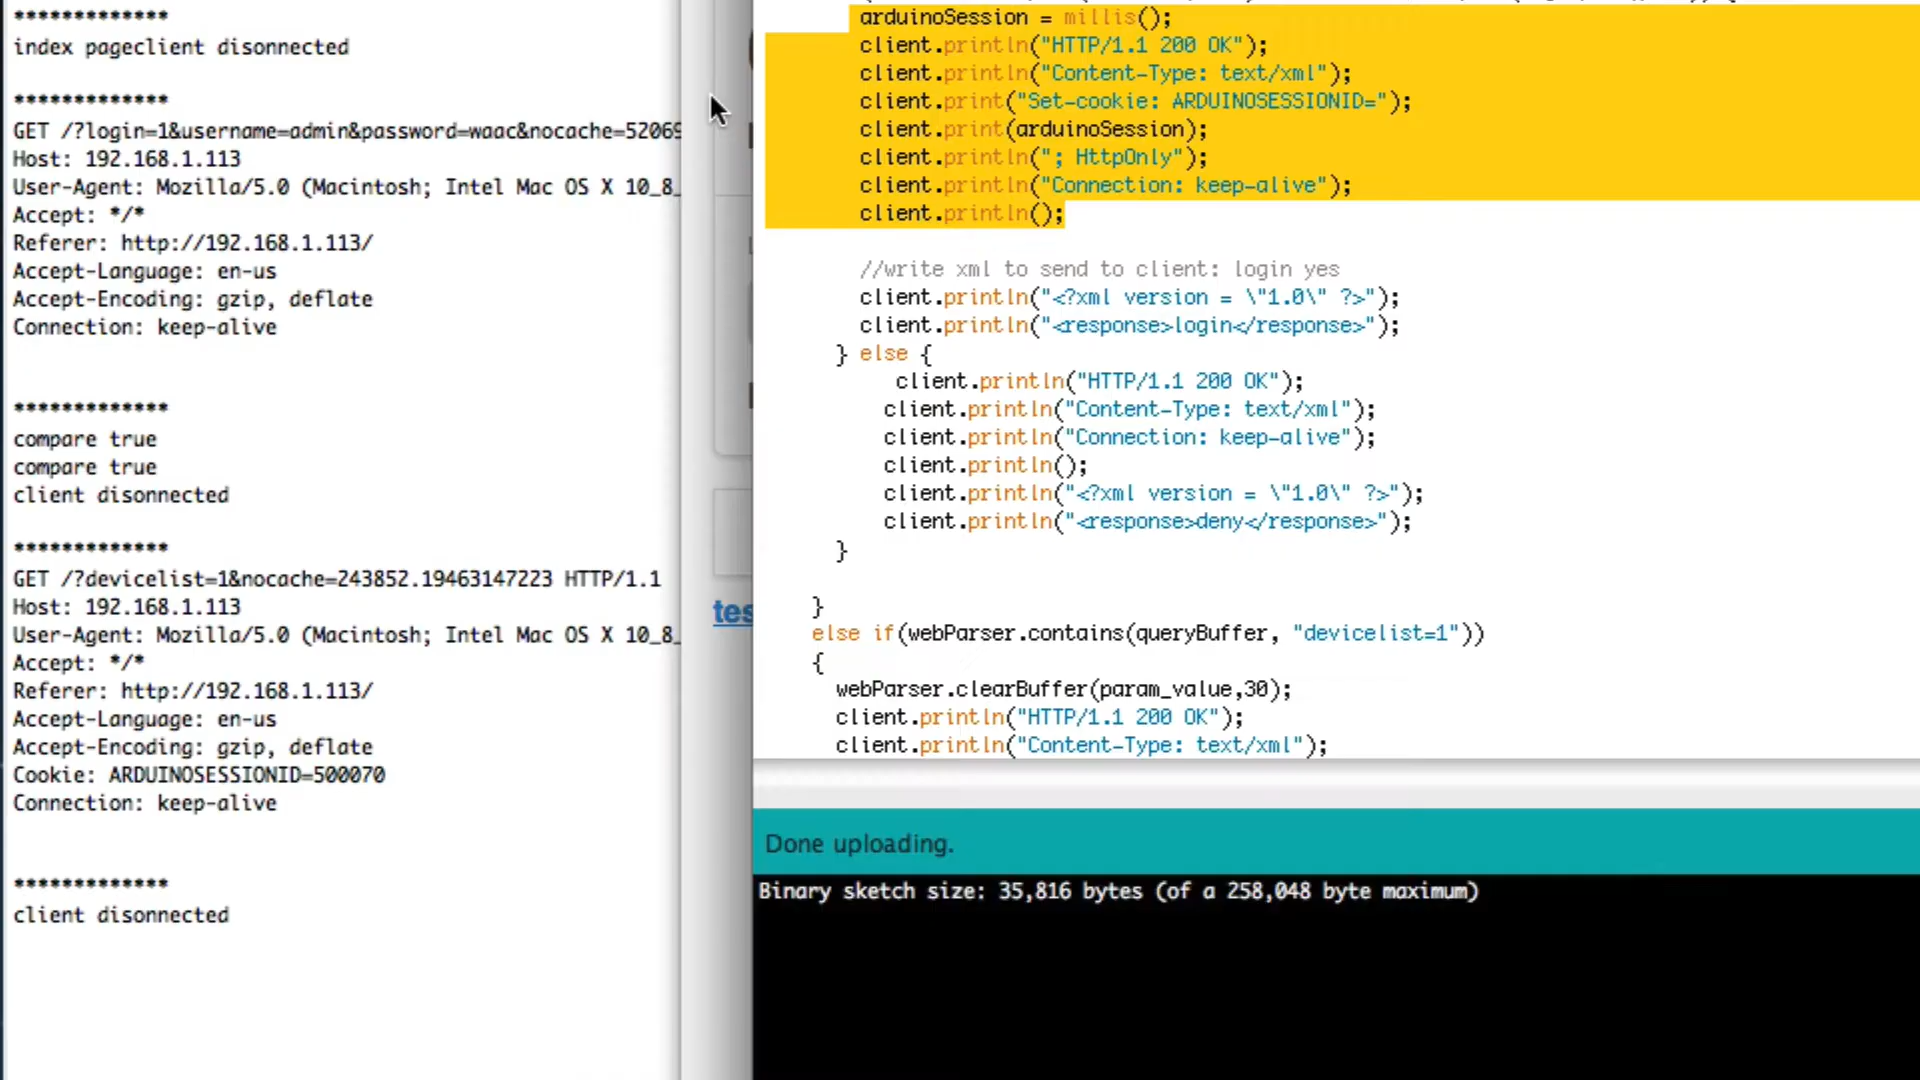 *************
index pageclient disonnected
*************
GET /?login=1&username=admin&password=waac&nocache=52069
Host: 192.168.1.113
User-Agent: Mozilla/5.0 (Macintosh; Intel Mac OS X 10_8_
Accept: */*
Referer: http://192.168.1.113/
Accept-Language: en-us
Accept-Encoding: gzip, deflate
Connection: keep-alive
*************
compare true
compare true
client disonnected
*************
GET /?devicelist=1&nocache=243852.19463147223 HTTP/1.1
Host: 192.168.1.113
User-Agent: Mozilla/5.0 (Macintosh; Intel Mac OS X 10_8_
Accept: */*
Referer: http://192.168.1.113/
Accept-Language: en-us
Accept-Encoding: gzip, deflate
Cookie: ARDUINOSESSIONID=500070
Connection: keep-alive
*************
client disonnected
tes
arduinoSession = millis();
client.println("HTTP/1.1 200 OK");
client.println("Content-Type: text/xml");
client.print("Set-cookie: ARDUINOSESSIONID=");
client.print(arduinoSession);
client.println("; HttpOnly");
client.println("Connection: keep-alive");
client.println();
//write xml to send to client: login yes
client.println("<?xml version = \"1.0\" ?>");
client.println("<response>login</response>");
} else {
client.println("HTTP/1.1 200 OK");
client.println("Content-Type: text/xml");
client.println("Connection: keep-alive");
client.println();
client.println("<?xml version = \"1.0\" ?>");
client.println("<response>deny</response>");
}
}
else if(webParser.contains(queryBuffer, "devicelist=1"))
{
webParser.clearBuffer(param_value,30);
client.println("HTTP/1.1 200 OK");
client.println("Content-Type: text/xml");
Done uploading.
Binary sketch size: 35,816 bytes (of a 258,048 byte maximum)